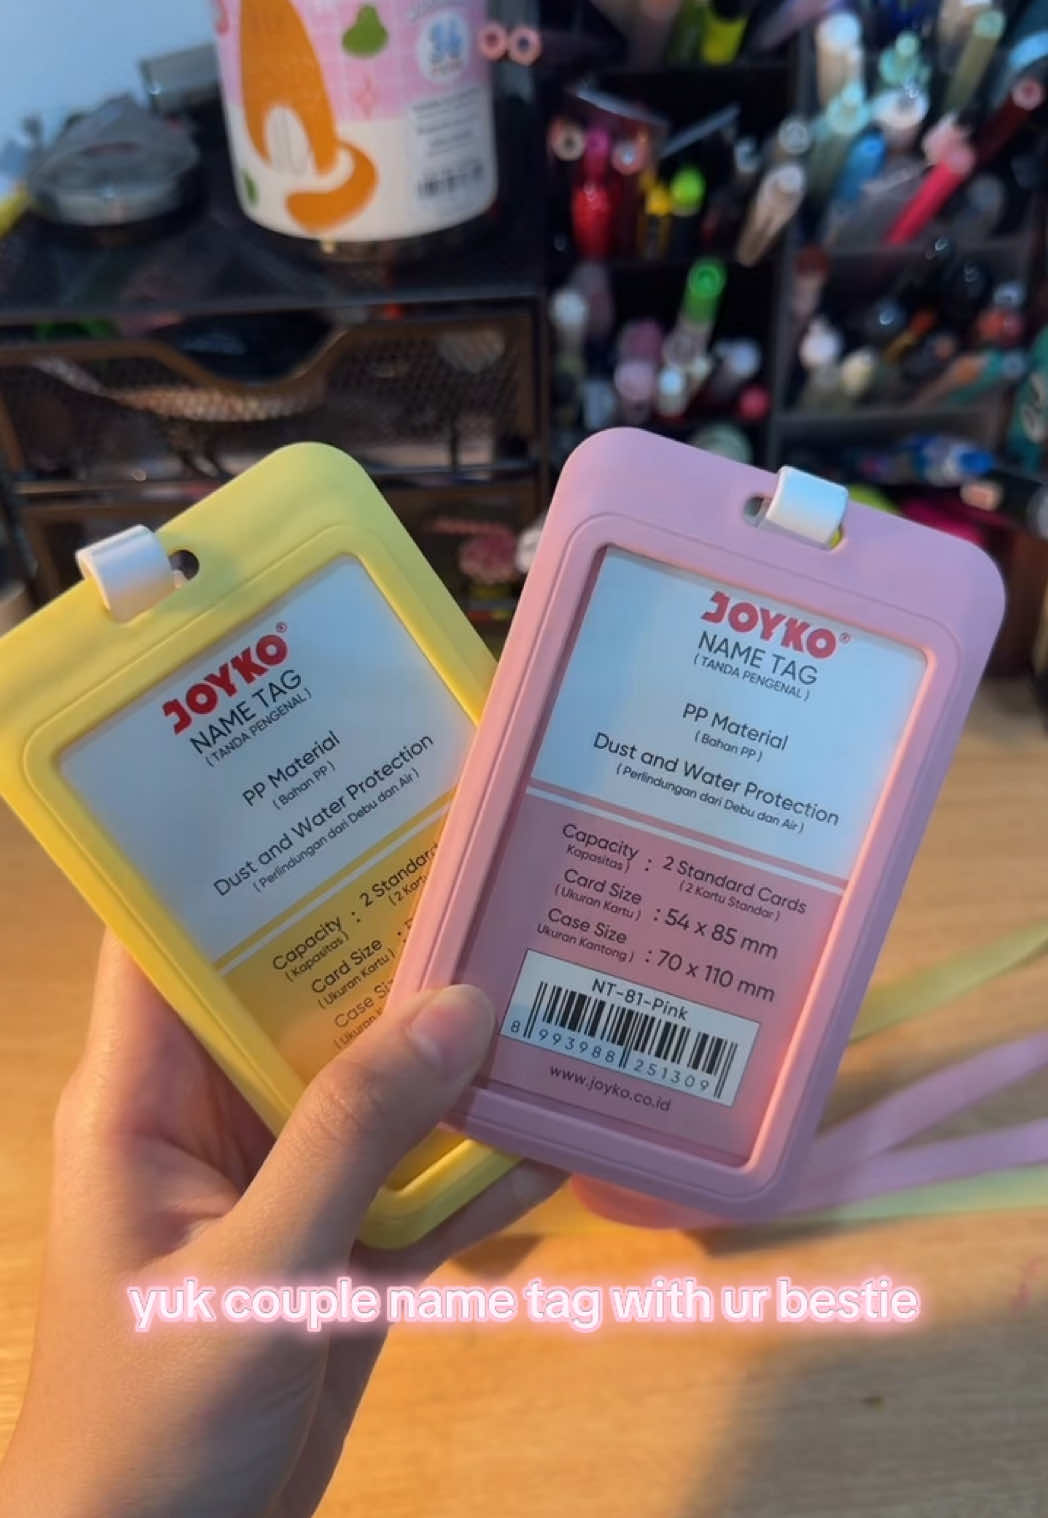 JOYKO®
NAME TAG
(TANDA PENGENAL)
PP Material
(Bahan PP)
Dust and Water Protection
(Perlindungan dari Debu dan Air)
Capacity : 2 Standard
(Kapasitas) (2 Kartu
Card Size :
(Ukuran Kartu)
Case
JOYKO®
NAME TAG
(TANDA PENGENAL)
PP Material
(Bahan PP)
Dust and Water Protection
(Perlindungan dari Debu dan Air)
Capacity : 2 Standard Cards
Kapasitas) (2 Kartu Standar)
Card Size : 54 x 85 mm
(Ukuran Kartu)
Case Size : 70 x 110 mm
Ukuran Kantong)
NT-81-Pink
8 993988 251309
www.joyko.co.id
yuk couple name tag with ur bestie